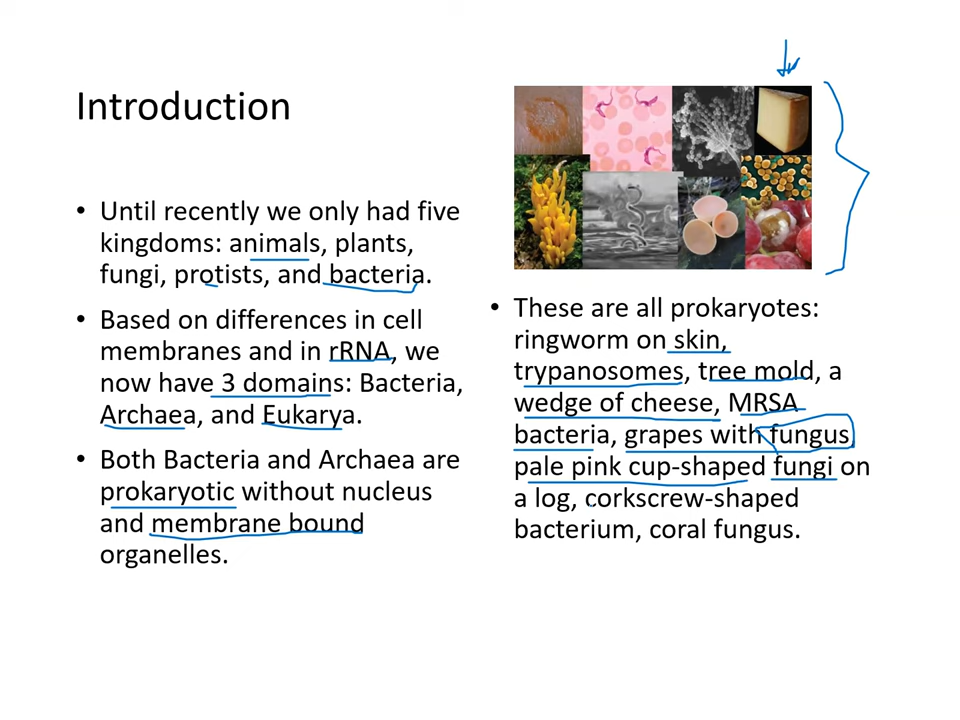 Introduction
• Until recently we only had five
kingdoms: animals, plants,
fungi, protists, and bacteria.
• Based on differences in cell
membranes and in rRNA, we
now have 3 domains: Bacteria,
Archaea, and Eukarya.
• Both Bacteria and Archaea are
prokaryotic without nucleus
and membrane bound
organelles.
• These are all prokaryotes:
ringworm on skin,
trypanosomes, tree mold, a
wedge of cheese, MRSA
bacteria, grapes with fungus,
pale pink cup-shaped fungi on
a log, corkscrew-shaped
bacterium, coral fungus.